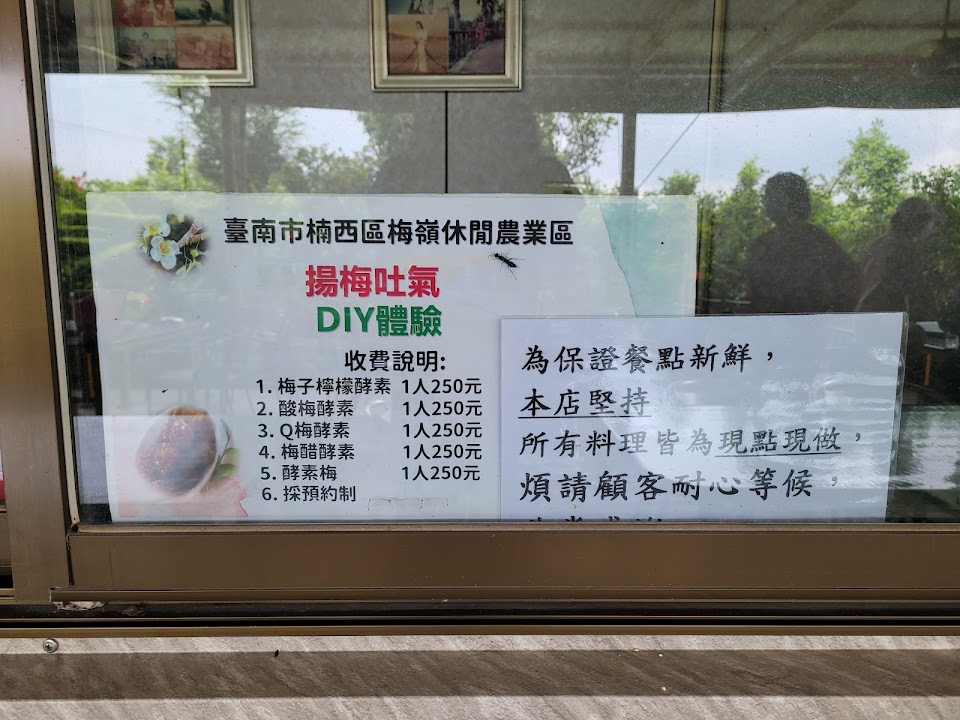 臺南市楠西區梅嶺休閒農業區
揚梅吐氣
DIY體驗
收費說明:
1. 梅子檸檬酵素 1人250元
2. 酸梅酵素 1人250元
3. Q梅酵素 1人250元
4. 梅醋酵素 1人250元
5. 酵素梅 1人250元
6. 採預約制
為保證餐點新鮮，
本店堅持
所有料理皆為現點現做，
煩請顧客耐心等候，